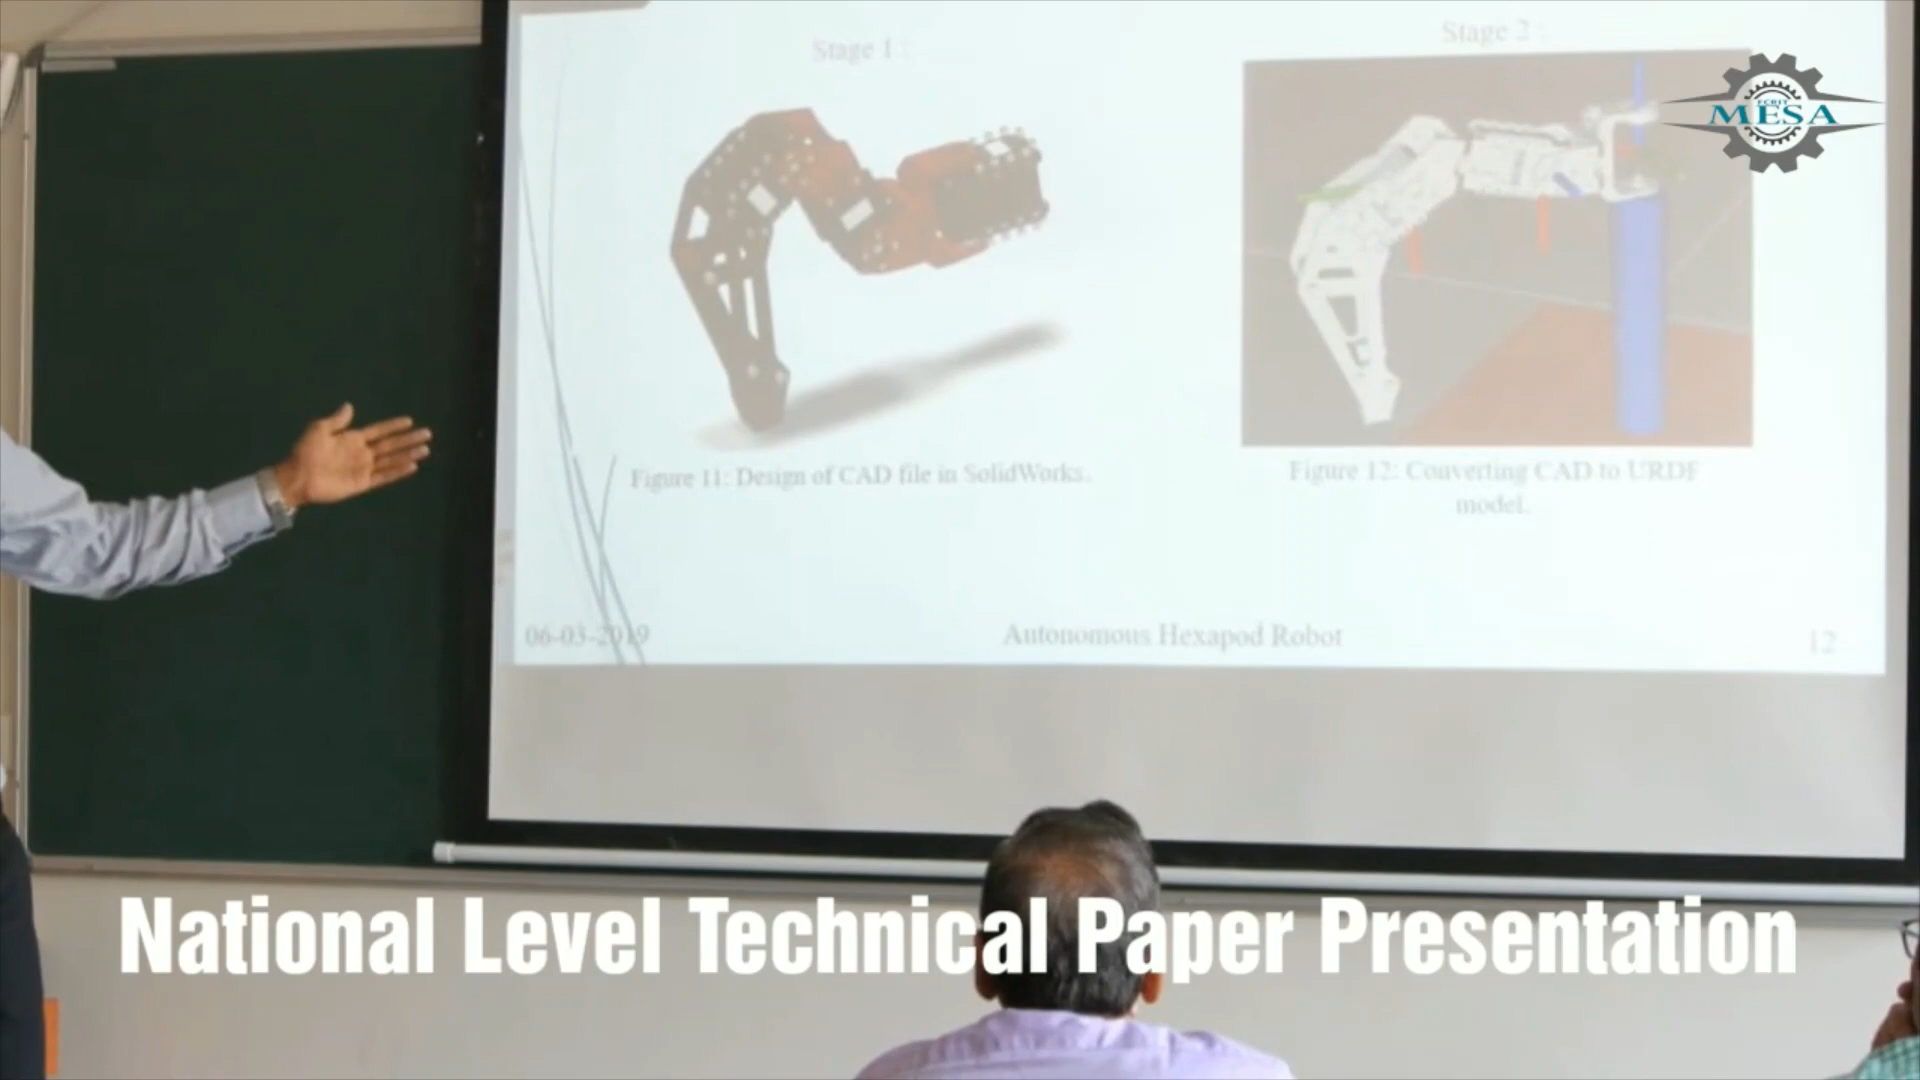 Stage 1 :
Stage 2 :
FCRIT
MESA
Figure 11: Design of CAD file in SolidWorks.
Figure 12: Converting CAD to URDF
model.
06-03-2019
Autonomous Hexapod Robot
12
National Level Technical Paper Presentation